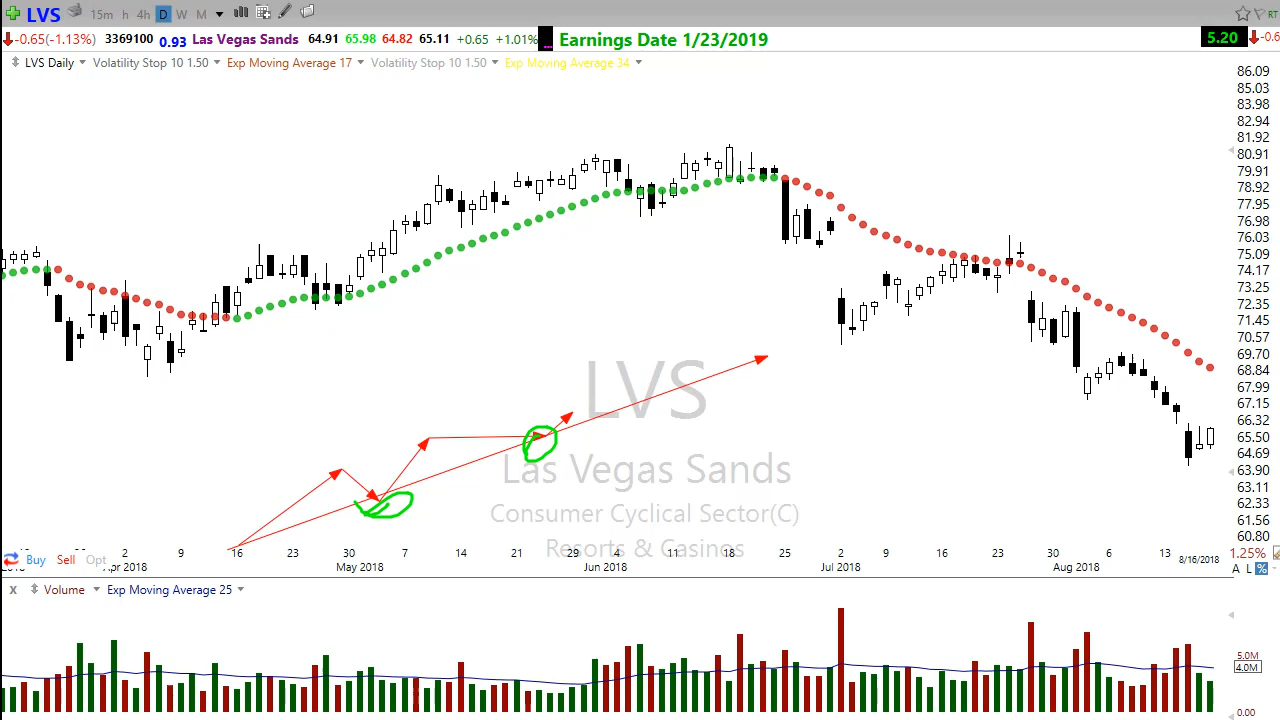 LVS 15m h 4h D W M RT
-0.65(-1.13%) 3369100 0.93 Las Vegas Sands 64.91 65.98 64.82 65.11 +0.65 +1.01% ... Earnings Date 1/23/2019 5.20 -0.6
LVS Daily Volatility Stop 10 1.50 Exp Moving Average 17 Volatility Stop 10 1.50 Exp Moving Average 34
86.09
85.03
83.98
82.94
81.92
80.91
79.91
78.92
77.95
76.98
76.03
75.09
74.17
73.25
72.35
71.45
70.57
69.70
68.84
67.99
67.15
66.32
65.50
64.69
63.90
63.11
62.33
61.56
60.80
LVS
Las Vegas Sands
Consumer Cyclical Sector(C)
Resorts & Casinos
2 9 16 23 30 7 14 21 29 4 11 18 25 2 9 16 23 30 6 13 8/16/2018 1.25%
Buy Sell Opt
Apr 2018 May 2018 Jun 2018 Jul 2018 Aug 2018 A L %
x Volume Exp Moving Average 25
5.0M
4.0M
0.00